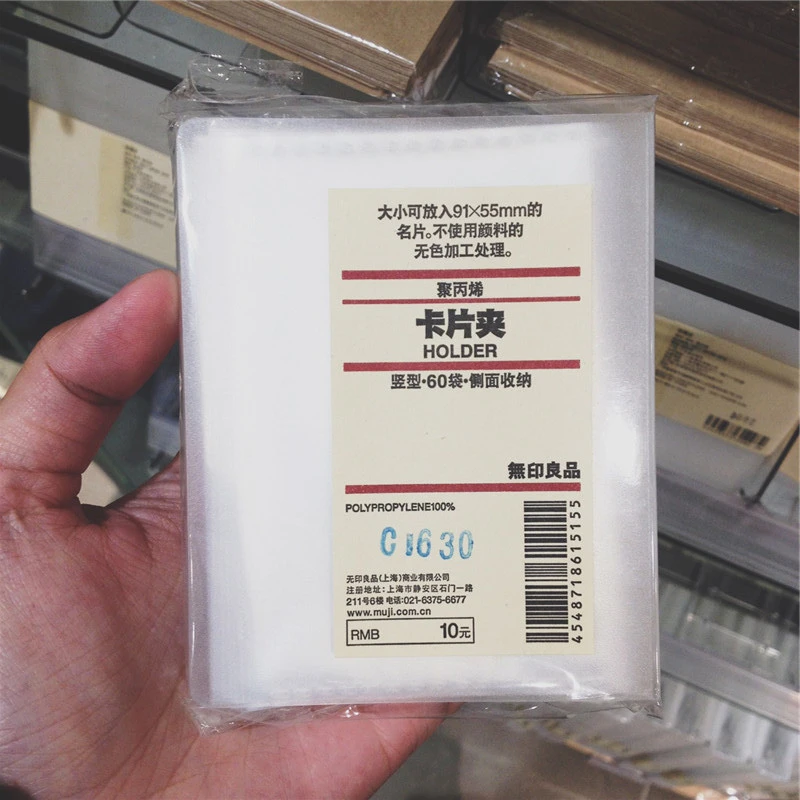 大小可放入91×55mm的
名片。不使用颜料的
无色加工处理。
聚丙烯
卡片夹
HOLDER
竖型·60袋·侧面收纳
無印良品
POLYPROPYLENE100%
C1630
无印良品(上海)商业有限公司
注册地址:上海市静安区石门一路
211号6楼 电话:021-6375-6677
www.muji.com.cn
RMB 10元
4548718615155